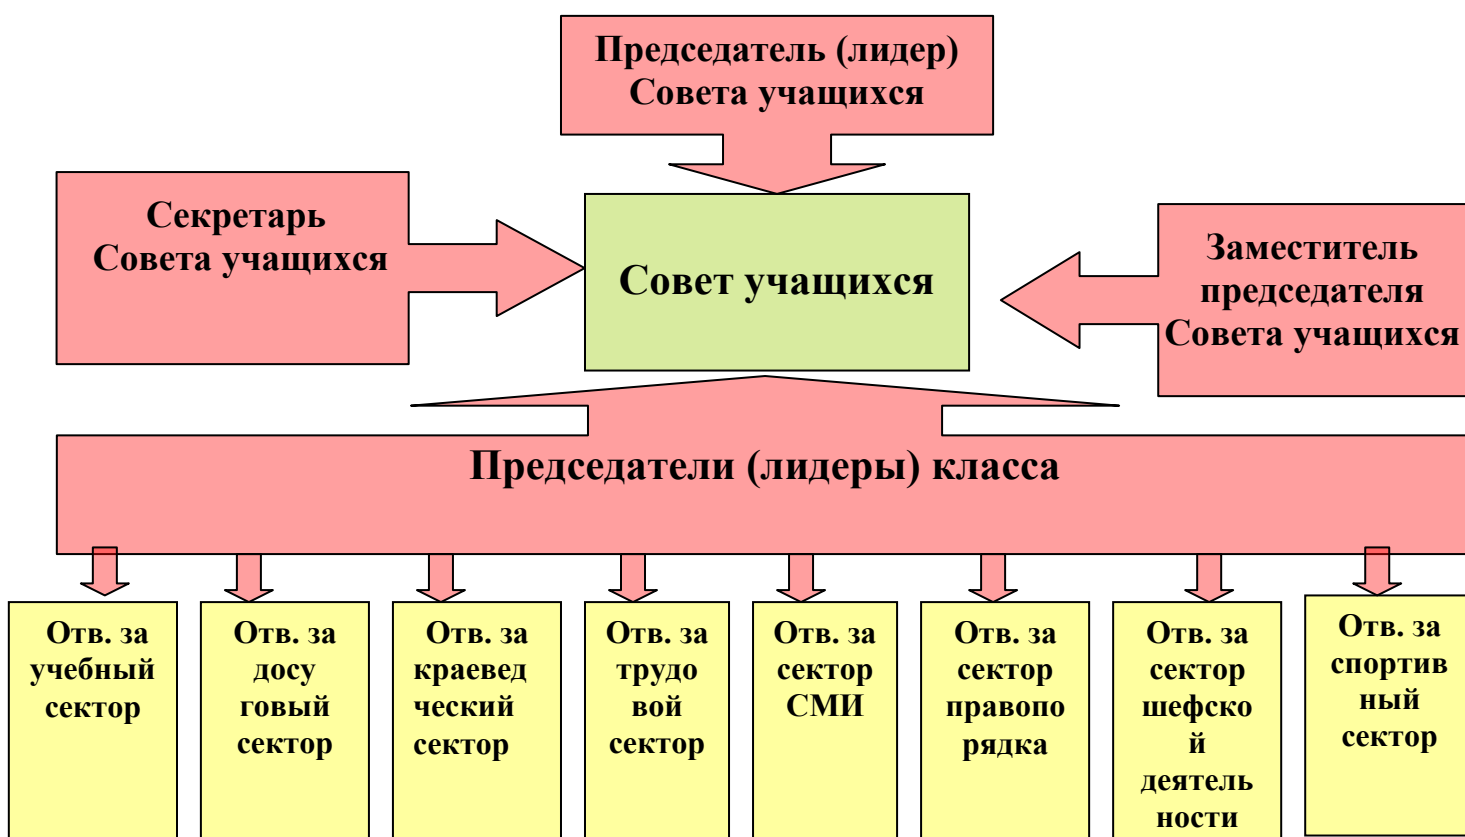 Председатель (лидер)
Совета учащихся
Секретарь
Совета учащихся
Совет учащихся
Заместитель
председателя
Совета учащихся
Председатели (лидеры) класса
Отв. за
учебный
сектор
Отв. за
досу
говый
сектор
Отв. за
краевед
ческий
сектор
Отв. за
трудо
вой
сектор
Отв. за
сектор
СМИ
Отв. за
сектор
правопо
рядка
Отв. за
сектор
шефско
й
деятель
ности
Отв. за
спортив
ный
сектор